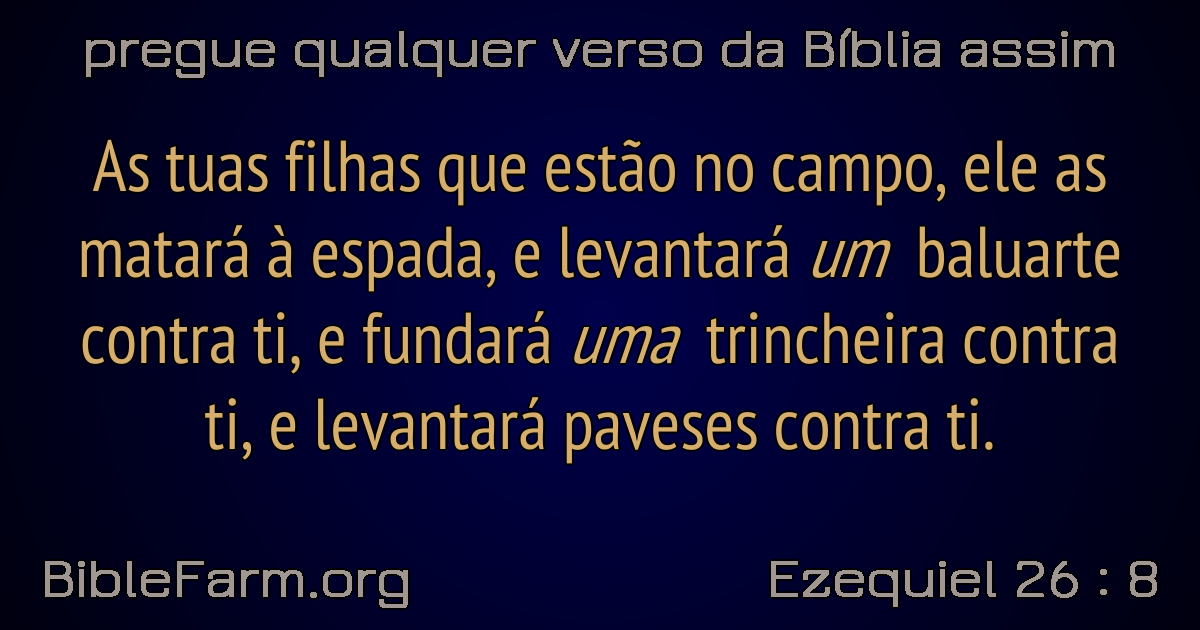 pregue qualquer verso da Bíblia assim
As tuas filhas que estão no campo, ele as
matará à espada, e levantará um baluarte
contra ti, e fundará uma trincheira contra
ti, e levantará paveses contra ti.
BibleFarm.org
Ezequiel 26 : 8